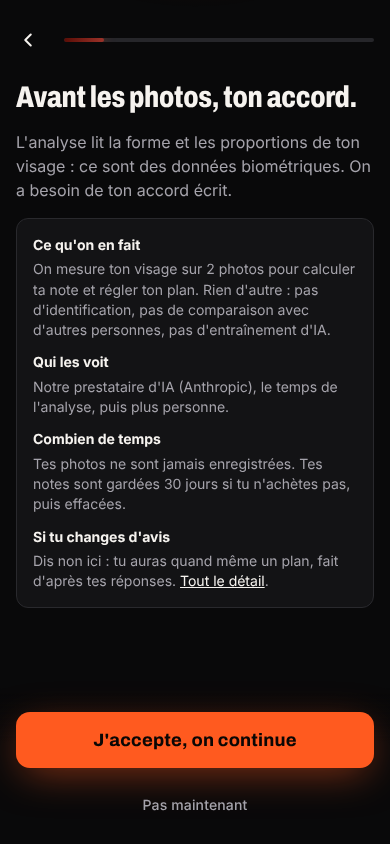 Avant les photos, ton accord.
L'analyse lit la forme et les proportions de ton
visage : ce sont des données biométriques. On
a besoin de ton accord écrit.
Ce qu'on en fait
On mesure ton visage sur 2 photos pour calculer
ta note et régler ton plan. Rien d'autre : pas
d'identification, pas de comparaison avec
d'autres personnes, pas d'entraînement d'IA.
Qui les voit
Notre prestataire d'IA (Anthropic), le temps de
l'analyse, puis plus personne.
Combien de temps
Tes photos ne sont jamais enregistrées. Tes
notes sont gardées 30 jours si tu n'achètes pas,
puis effacées.
Si tu changes d'avis
Dis non ici : tu auras quand même un plan, fait
d'après tes réponses. Tout le détail.
J'accepte, on continue
Pas maintenant